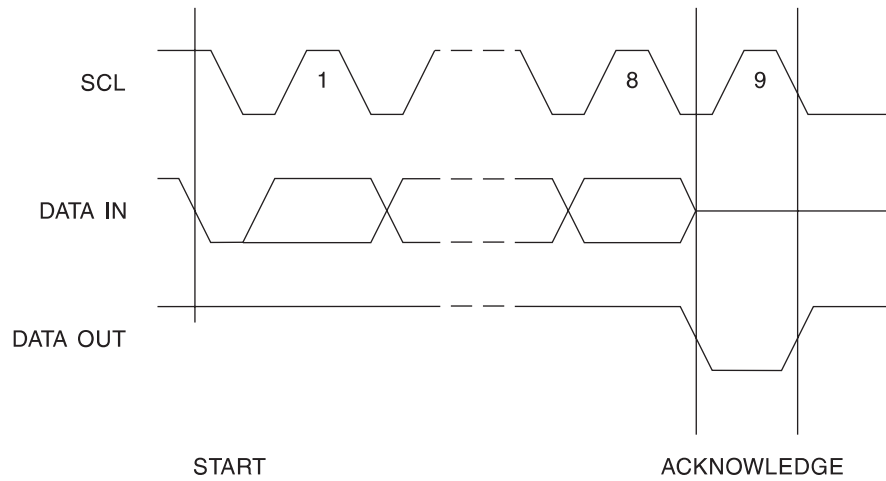 SCL
1
8
9
DATA IN
DATA OUT
START
ACKNOWLEDGE